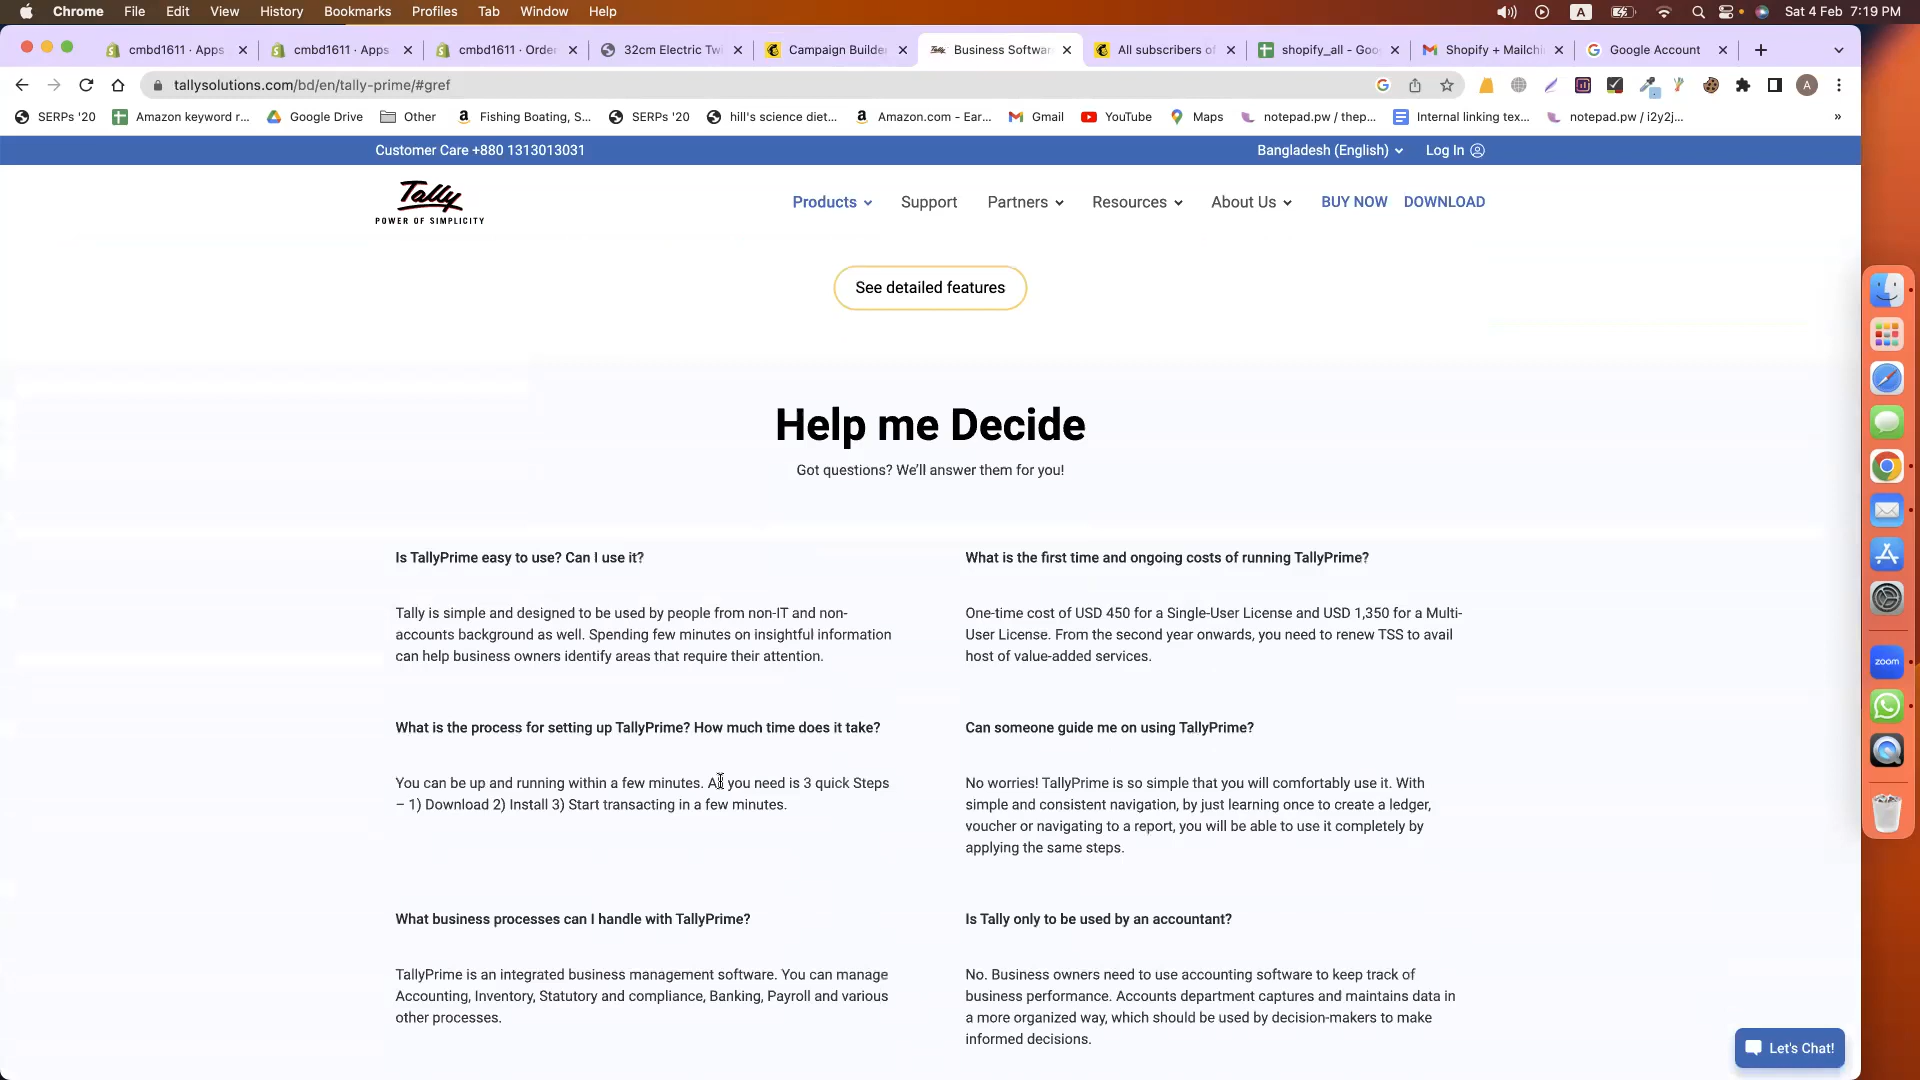 Chrome File Edit View History Bookmarks Profiles Tab Window Help
A
Sat 4 Feb 7:19 PM
cmbd1611 · Apps
cmbd1611 · Apps
cmbd1611 · Orde
32cm Electric Twi
Campaign Builde
Business Softwar
All subscribers of
shopify_all - Goo
Shopify + Mailchi
Google Account
tallysolutions.com/bd/en/tally-prime/#gref
A
SERPs '20
Amazon keyword r...
Google Drive
Other
Fishing Boating, S...
SERPs '20
hill's science diet...
Amazon.com - Ear...
Gmail
YouTube
Maps
notepad.pw / thep...
Internal linking tex...
notepad.pw / i2y2j...
»
Customer Care +880 1313013031
Bangladesh (English)
Log In
Tally
POWER OF SIMPLICITY
Products
Support
Partners
Resources
About Us
BUY NOW
DOWNLOAD
See detailed features
Help me Decide
Got questions? We'll answer them for you!
Is TallyPrime easy to use? Can I use it?
Tally is simple and designed to be used by people from non-IT and non-
accounts background as well. Spending few minutes on insightful information
can help business owners identify areas that require their attention.
What is the first time and ongoing costs of running TallyPrime?
One-time cost of USD 450 for a Single-User License and USD 1,350 for a Multi-
User License. From the second year onwards, you need to renew TSS to avail
host of value-added services.
What is the process for setting up TallyPrime? How much time does it take?
You can be up and running within a few minutes. All you need is 3 quick Steps
– 1) Download 2) Install 3) Start transacting in a few minutes.
Can someone guide me on using TallyPrime?
No worries! TallyPrime is so simple that you will comfortably use it. With
simple and consistent navigation, by just learning once to create a ledger,
voucher or navigating to a report, you will be able to use it completely by
applying the same steps.
What business processes can I handle with TallyPrime?
TallyPrime is an integrated business management software. You can manage
Accounting, Inventory, Statutory and compliance, Banking, Payroll and various
other processes.
Is Tally only to be used by an accountant?
No. Business owners need to use accounting software to keep track of
business performance. Accounts department captures and maintains data in
a more organized way, which should be used by decision-makers to make
informed decisions.
Let's Chat!
zoom